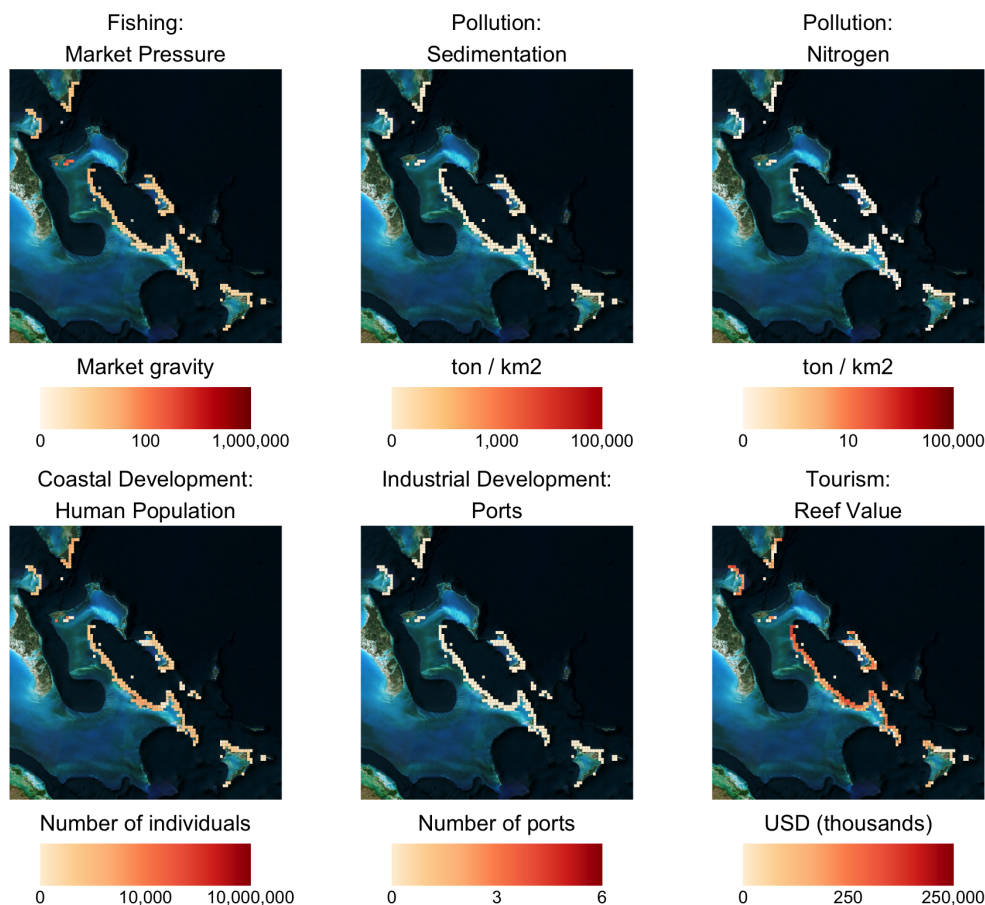 Fishing:
Market Pressure
Pollution:
Sedimentation
Pollution:
Nitrogen
Market gravity
0 100 1,000,000
ton / km2
0 1,000 100,000
ton / km2
0 10 100,000
Coastal Development:
Human Population
Industrial Development:
Ports
Tourism:
Reef Value
Number of individuals
0 10,000 10,000,000
Number of ports
0 3 6
USD (thousands)
0 250 250,000